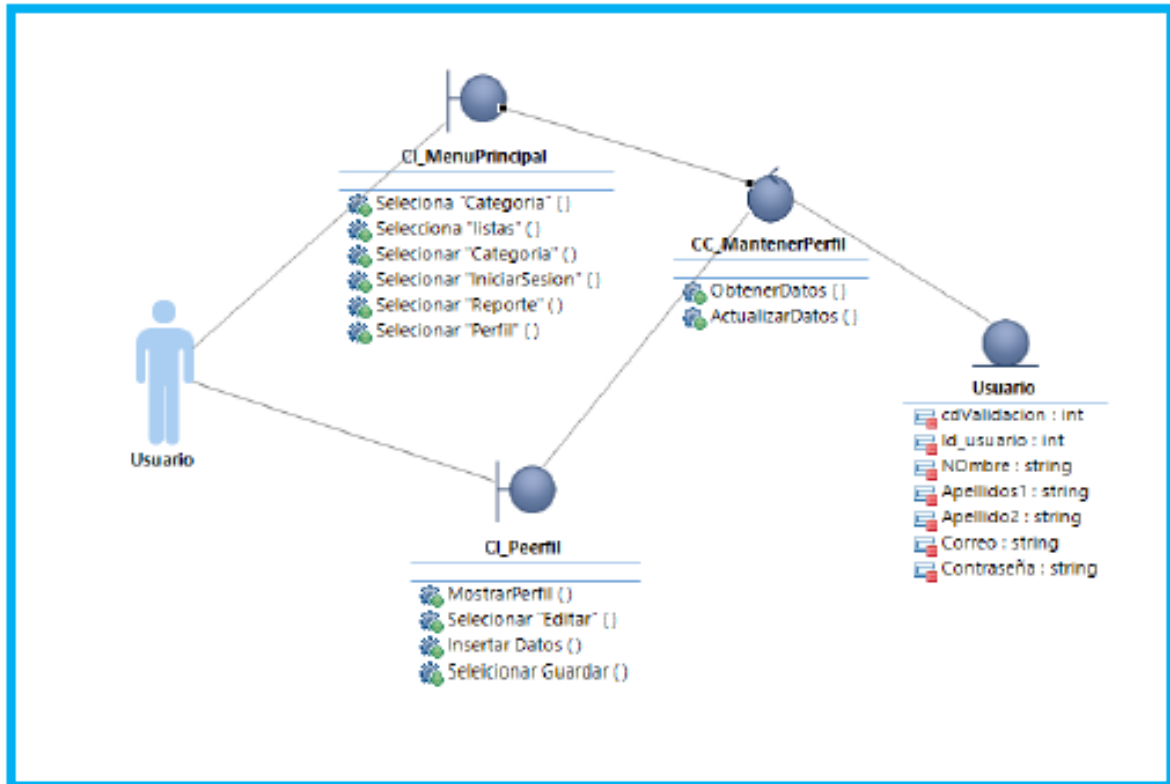 CI_MenuPrincipal
Seleciona "Categoria" ( )
Selecciona "listas" ( )
Selecionar "Categoria" ( )
Selecionar "IniciarSesion" ( )
Selecionar "Reporte" ( )
Selecionar "Perfil" ( )
CC_MantenerPerfil
ObtenerDatos ( )
ActualizarDatos ( )
Usuario
Usuario
cdValidacion : int
Id_usuario : int
NOmbre : string
Apellidos1 : string
Apellido2 : string
Correo : string
Contraseña : string
CI_Peerfil
MostrarPerfil ( )
Selecionar "Editar" ( )
Insertar Datos ( )
Seleicionar Guardar ( )